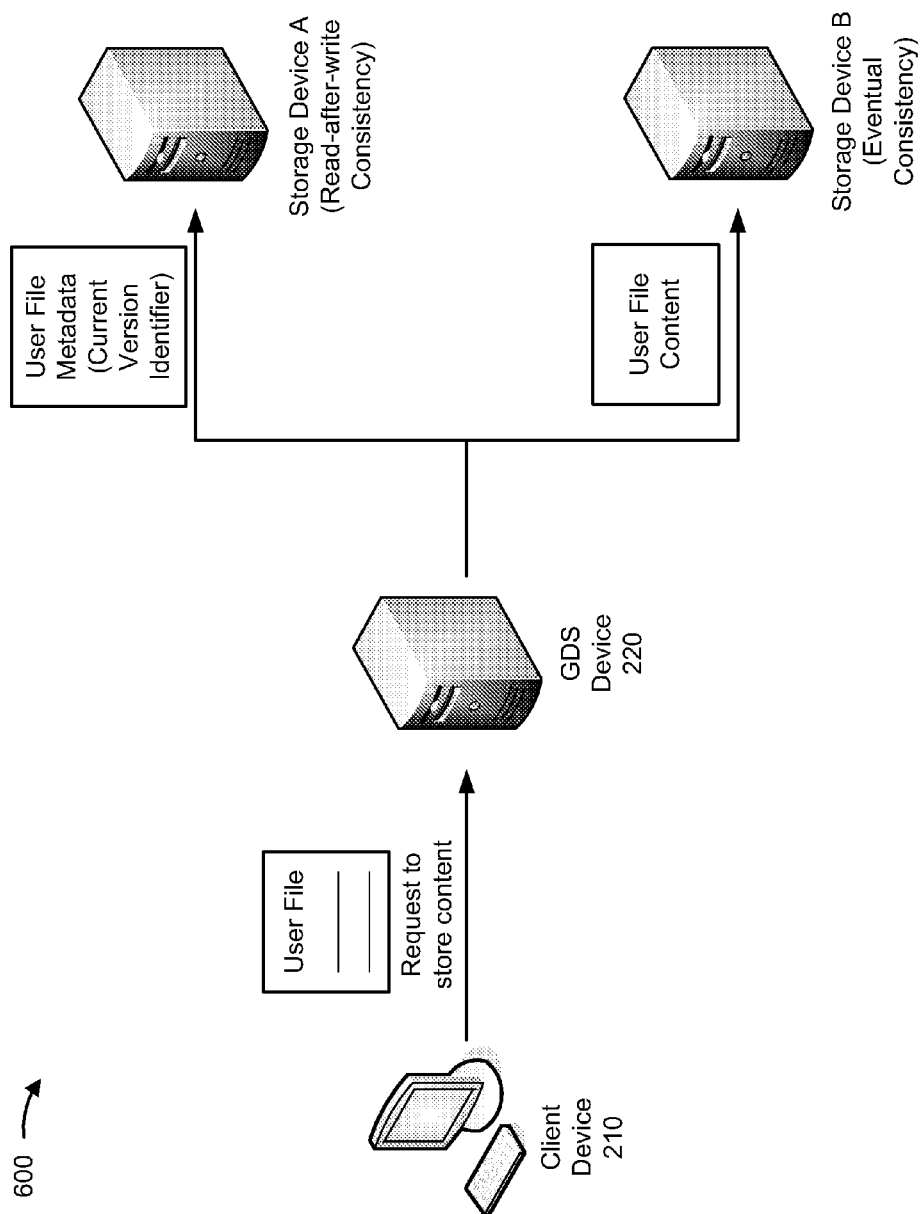 600
Client
Device
210
User File
Request to
store content
GDS
Device
220
User File
Metadada
(Current
Version
Identifier)
Storage Device A
(Read-after-write
Consistency)
User File
Content
Storage Device B
(Eventual
Consistency)